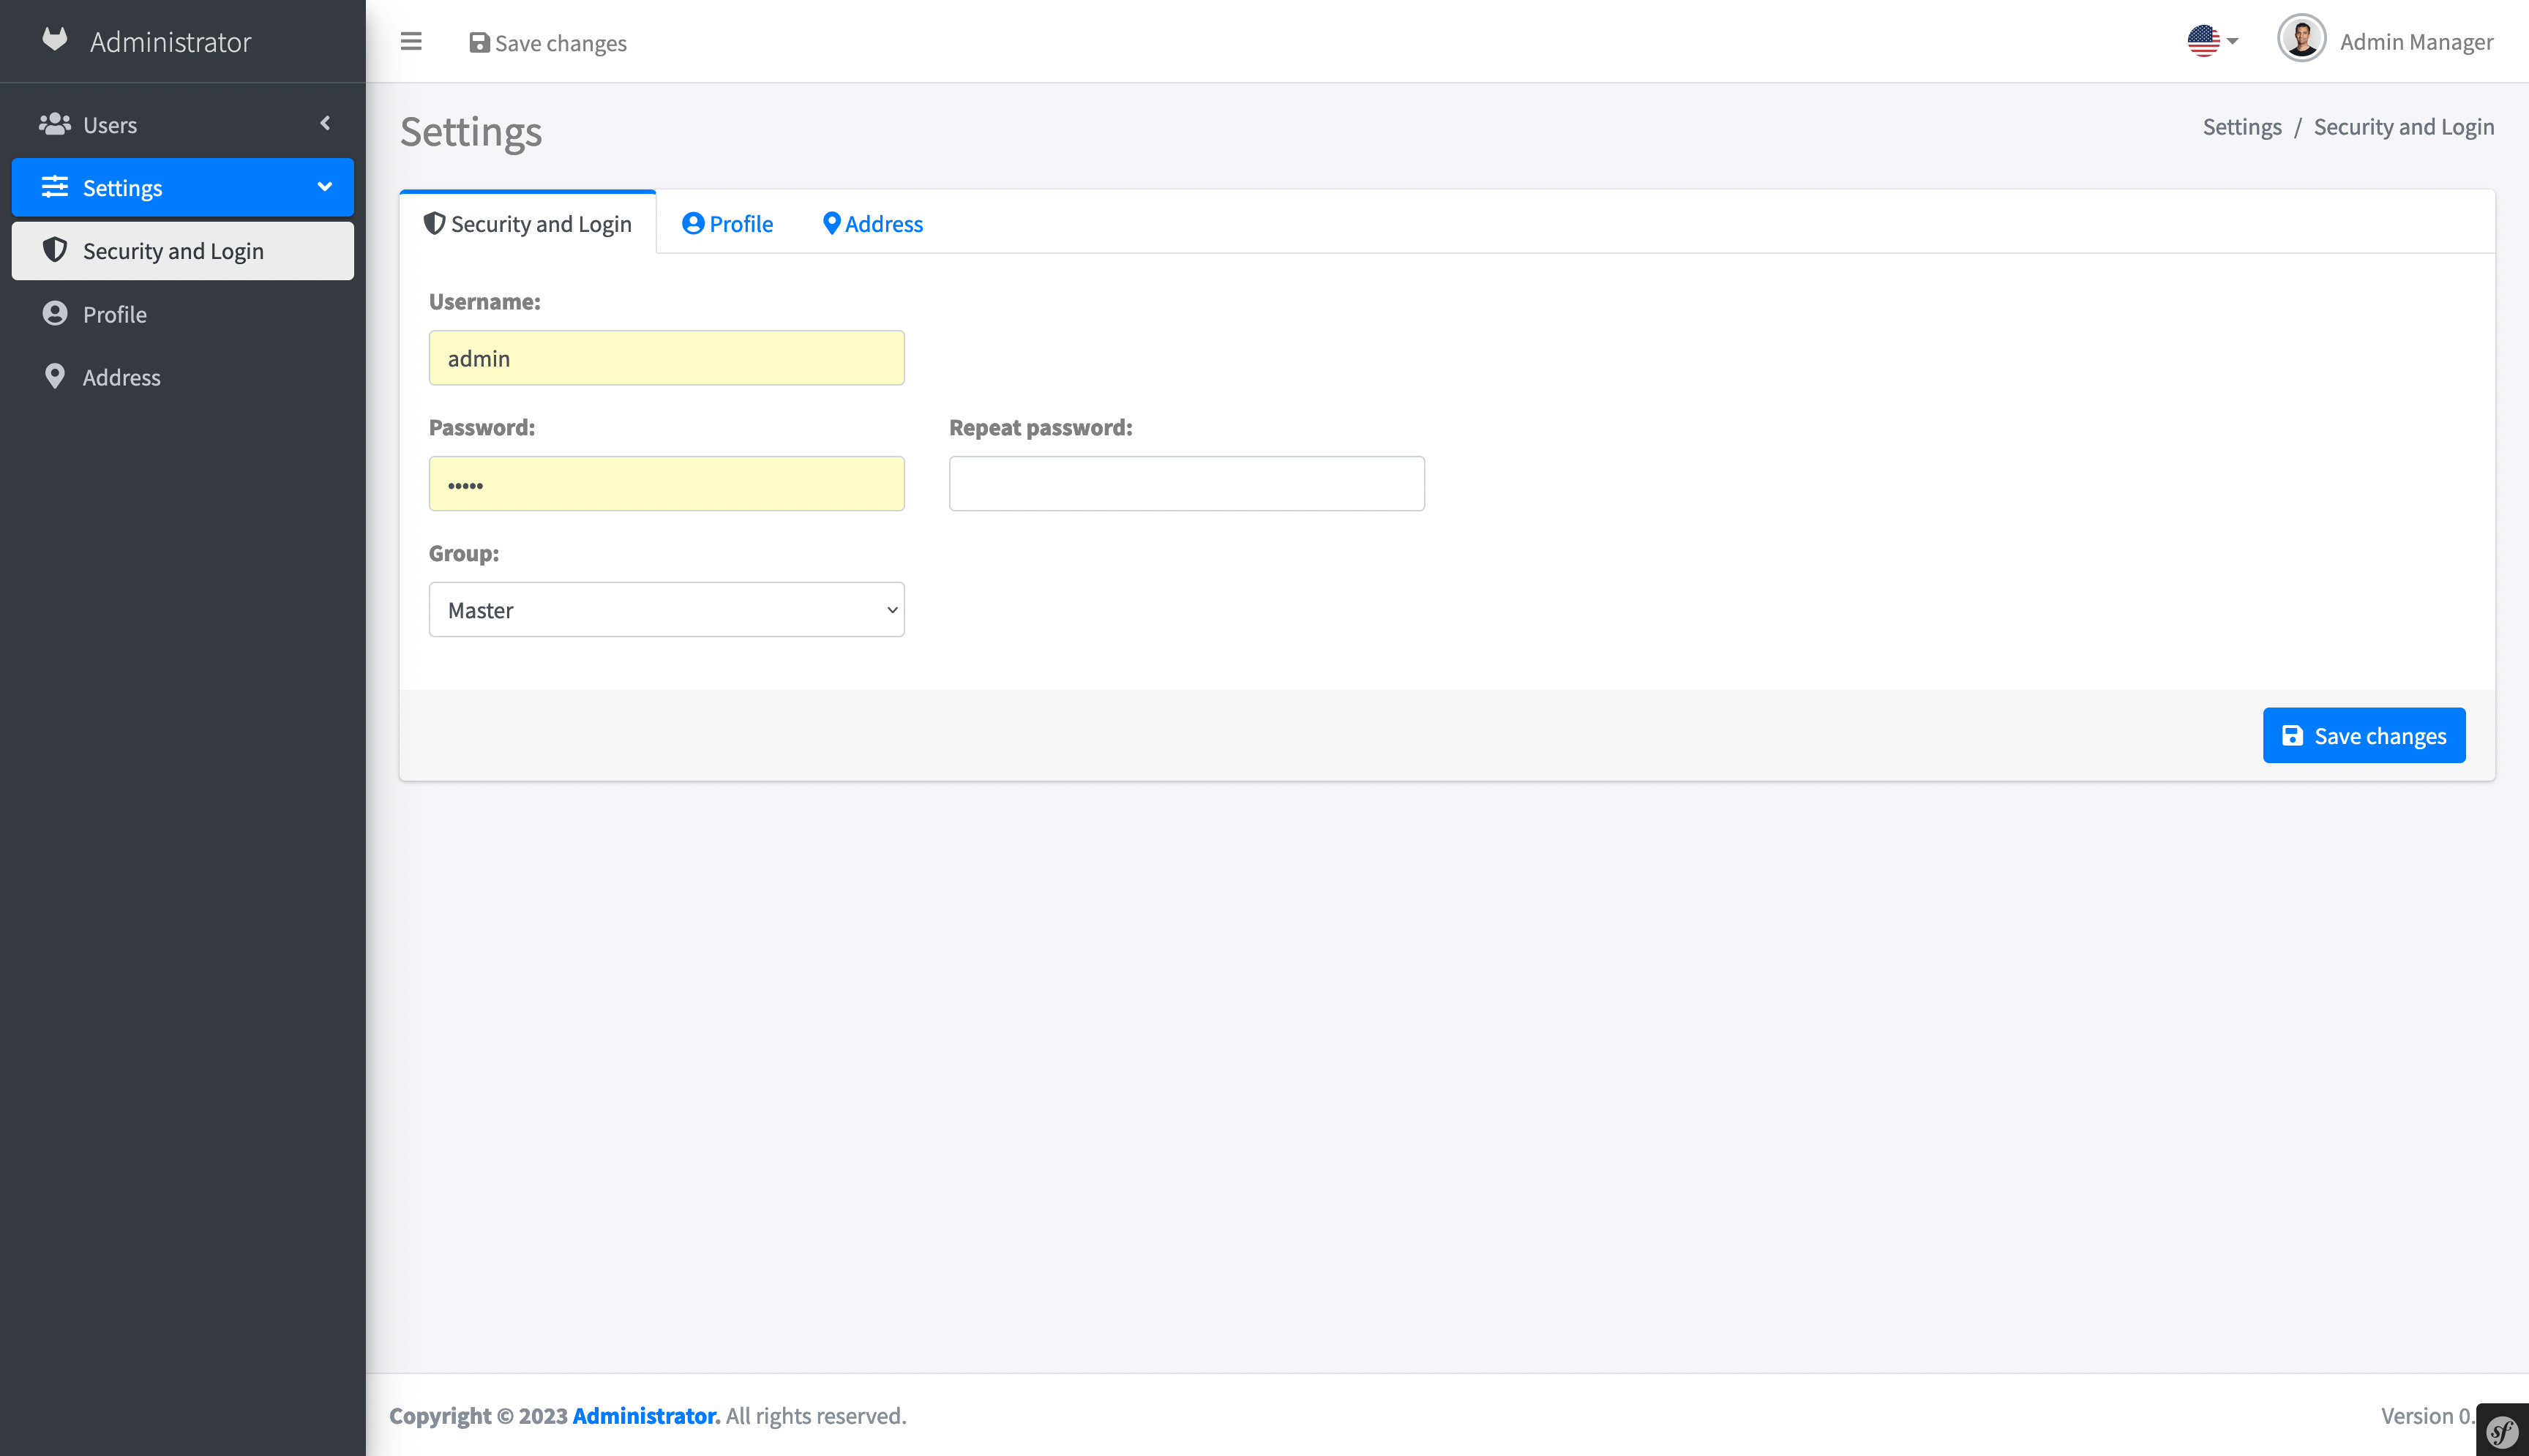 Administrator
Save changes
Admin Manager
Users
Settings
Security and Login
Profile
Address
Settings
Settings / Security and Login
Security and Login
Profile
Address
Username:
admin
Password:
Repeat password:
•••••
Group:
Master
Save changes
Copyright © 2023 Administrator. All rights reserved.
Version 0.
sf